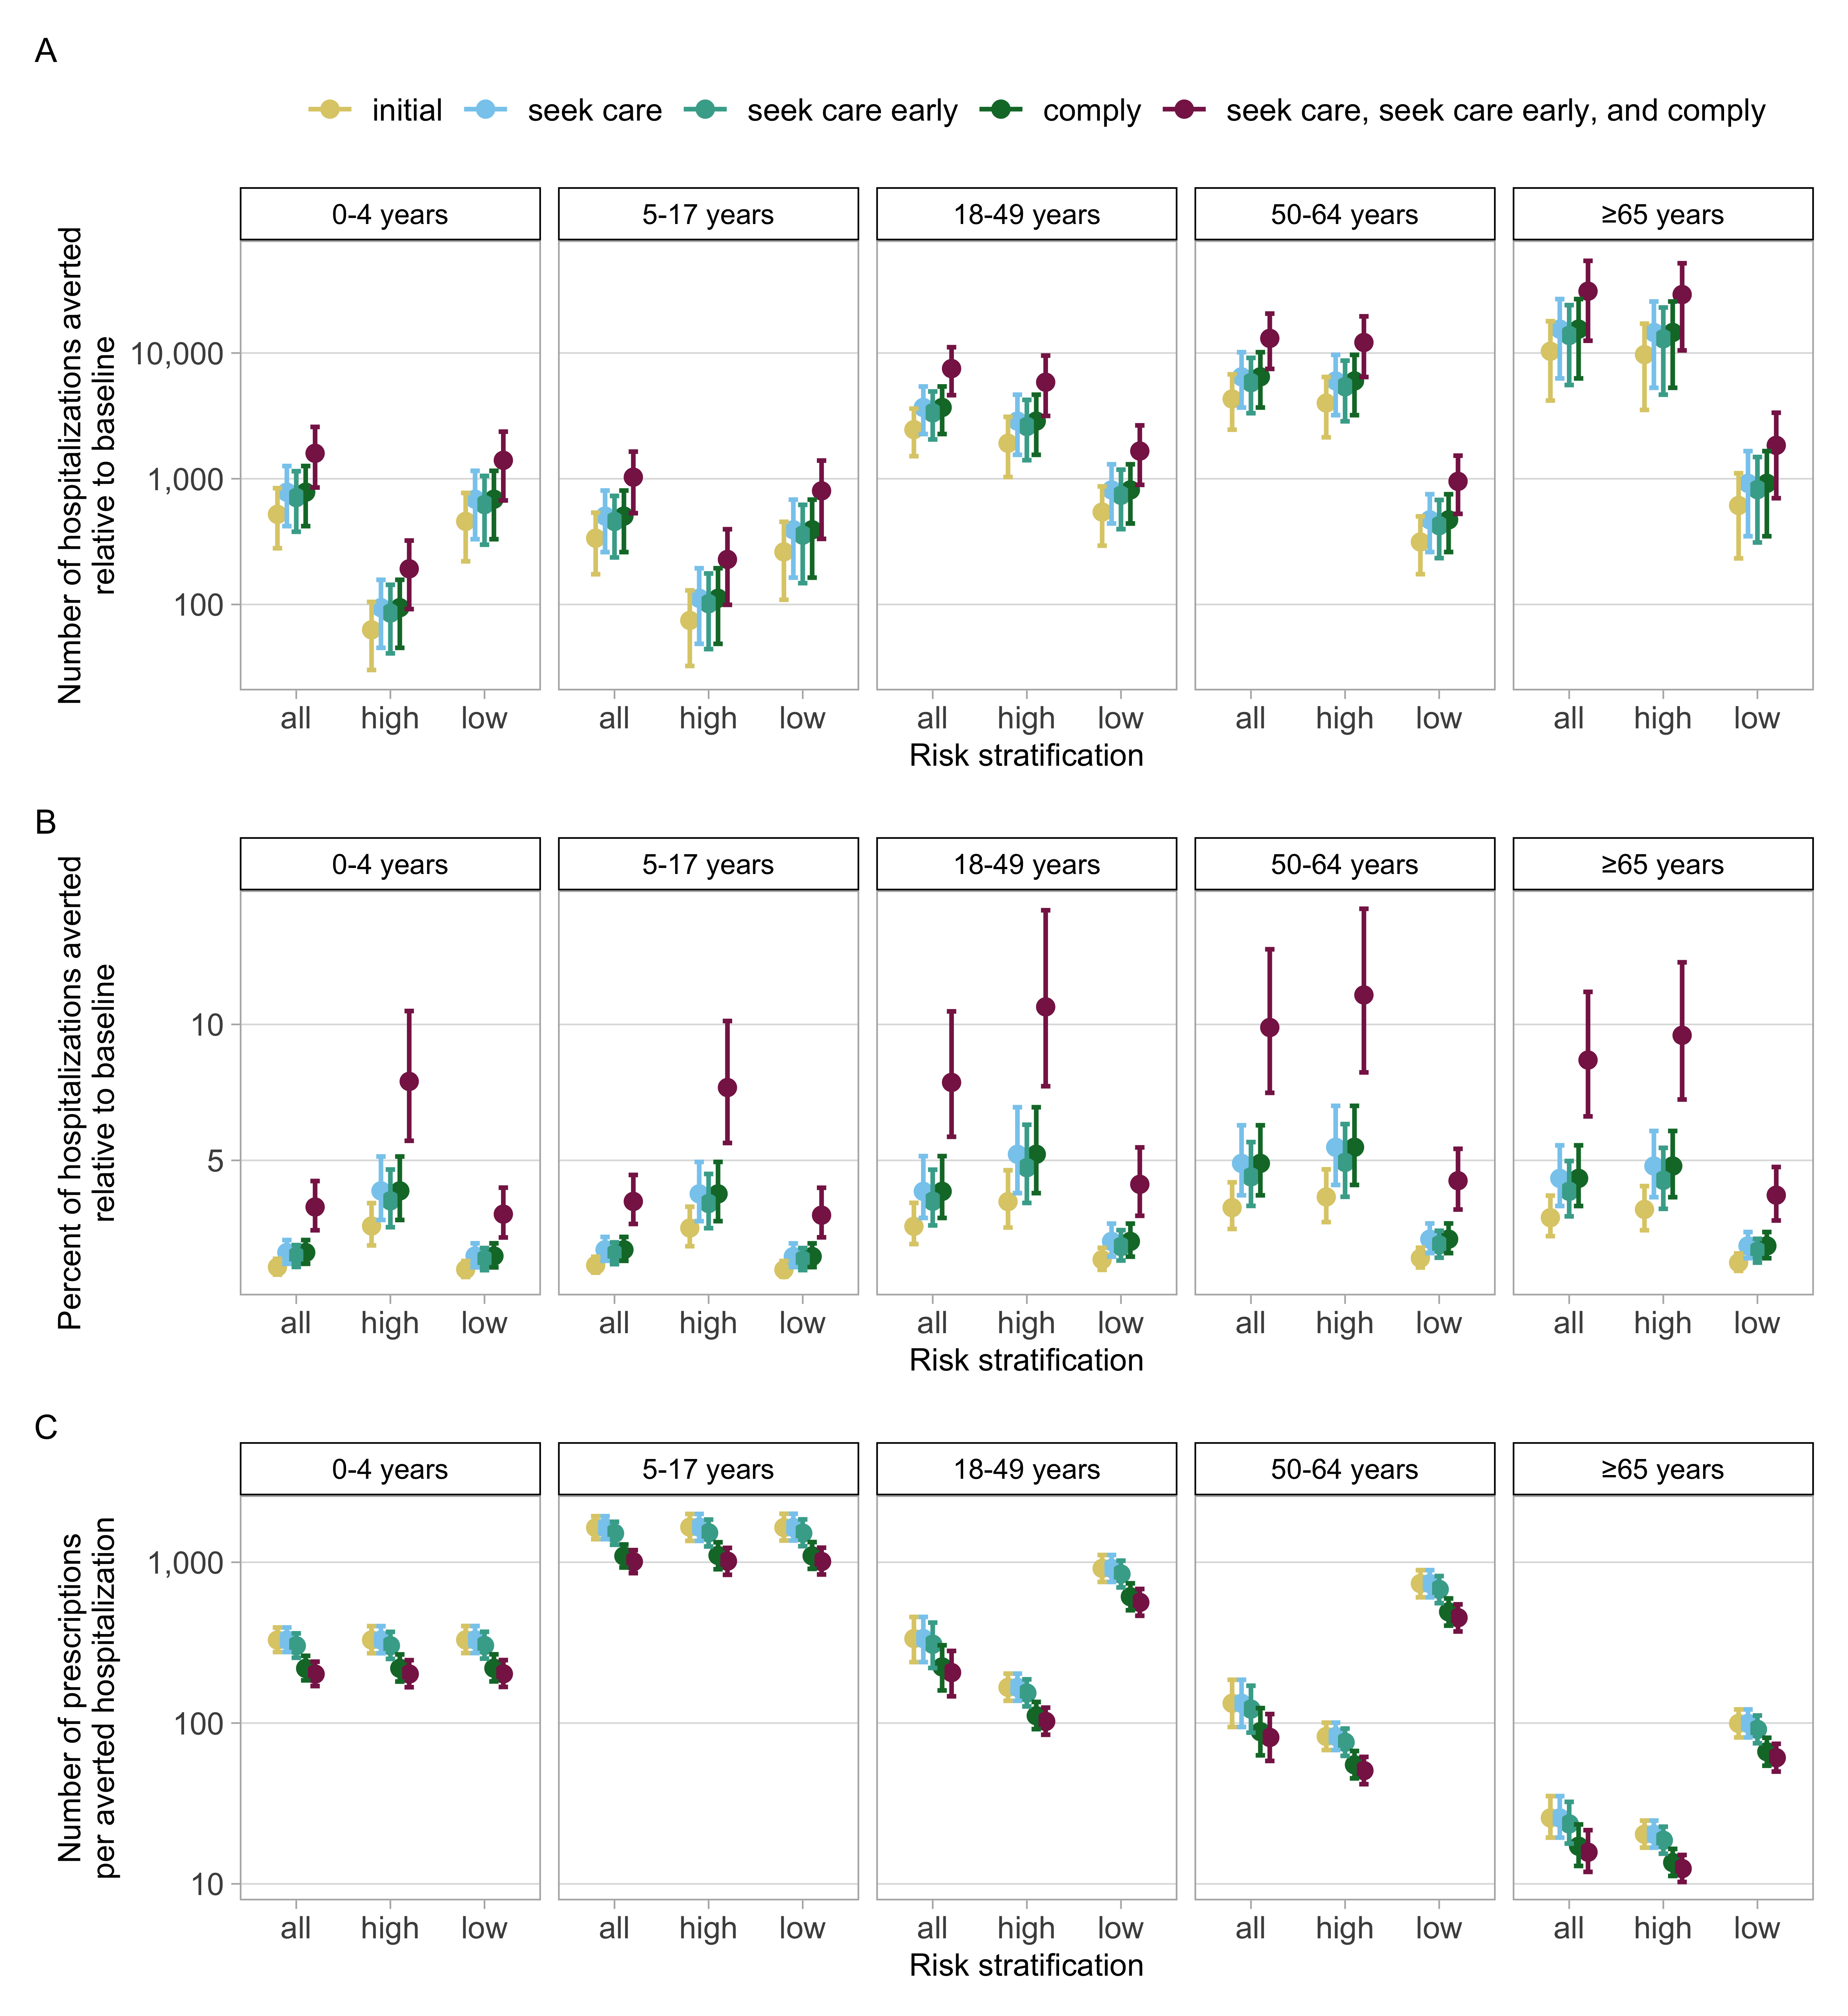 A
initial seek care seek care early comply seek care, seek care early, and comply
0-4 years 5-17 years 18-49 years 50-64 years ≥65 years
Number of hospitalizations averted
relative to baseline
10,000
1,000
100
all high low all high low all high low all high low all high low
Risk stratification
B
0-4 years 5-17 years 18-49 years 50-64 years ≥65 years
Percent of hospitalizations averted
relative to baseline
10
5
all high low all high low all high low all high low all high low
Risk stratification
C
0-4 years 5-17 years 18-49 years 50-64 years ≥65 years
Number of prescriptions
per averted hospitalization
1,000
100
10
all high low all high low all high low all high low all high low
Risk stratification